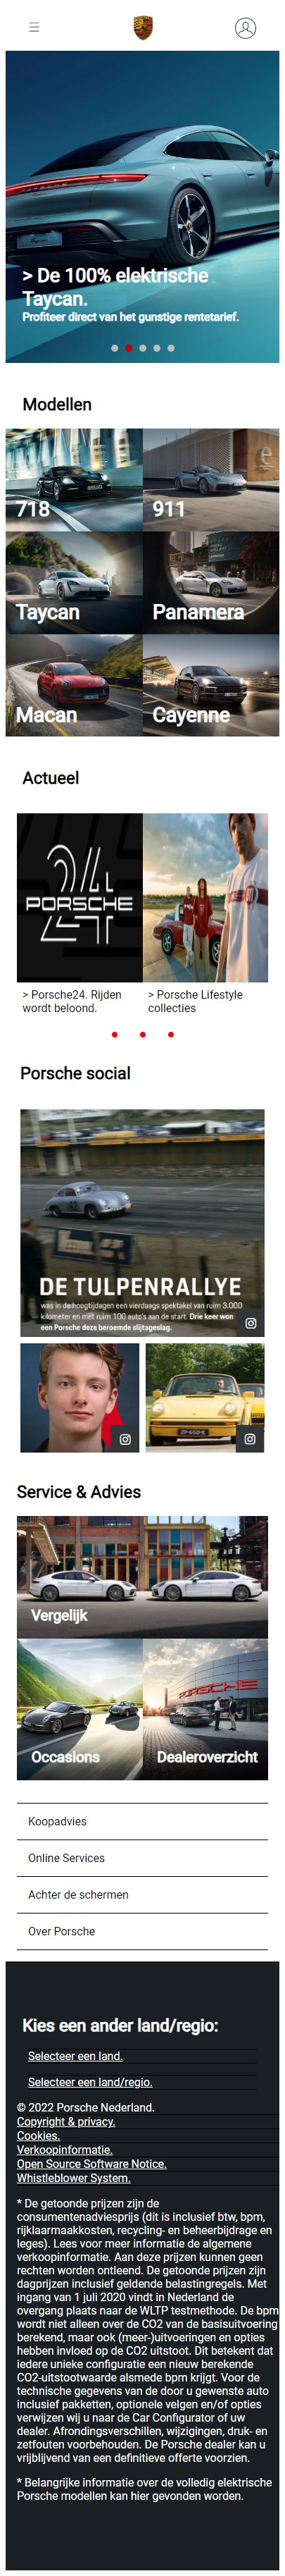 > De 100% elektrische
Taycan.
Profiteer direct van het gunstige rentetarief.
Modellen
718
911
Taycan
Panamera
Macan
Cayenne
Actueel
PORSCHE
24
> Porsche24. Rijden
wordt beloond.
> Porsche Lifestyle
collecties
Porsche social
DE TULPENRALLYE
was in de hoogtijdagen een vierdaags spektakel van ruim 3.000
kilometer en met ruim 100 auto's aan de start. Drie keer won
een Porsche deze beroemde slijtageslag.
Service & Advies
Vergelijk
Occasions
PORSCHE
Dealeroverzicht
Koopadvies
Online Services
Achter de schermen
Over Porsche
Kies een ander land/regio:
Selecteer een land.
Selecteer een land/regio.
© 2022 Porsche Nederland.
Copyright & privacy.
Cookies.
Verkoopinformatie.
Open Source Software Notice.
Whistleblower System.
* De getoonde prijzen zijn de
consumentenadviesprijs (dit is inclusief btw, bpm,
rijklaarmaakkosten, recycling- en beheerbijdrage en
leges). Lees voor meer informatie de algemene
verkoopinformatie. Aan deze prijzen kunnen geen
rechten worden ontleend. De getoonde prijzen zijn
dagprijzen inclusief geldende belastingregels. Met
ingang van 1 juli 2020 vindt in Nederland de
overgang plaats naar de WLTP testmethode. De bpm
wordt niet alleen over de CO2 van de basisuitvoering
berekend, maar ook (meer-)uitvoeringen en opties
hebben invloed op de CO2 uitstoot. Dit betekent dat
iedere unieke configuratie een nieuw berekende
CO2-uitstootwaarde alsmede bpm krijgt. Voor de
technische gegevens van de door u gewenste auto
inclusief pakketten, optionele velgen en/of opties
verwijzen wij u naar de Car Configurator of uw
dealer. Afrondingsverschillen, wijzigingen, druk- en
zetfouten voorbehouden. De Porsche dealer kan u
vrijblijvend van een definitieve offerte voorzien.
* Belangrijke informatie over de volledig elektrische
Porsche modellen kan hier gevonden worden.